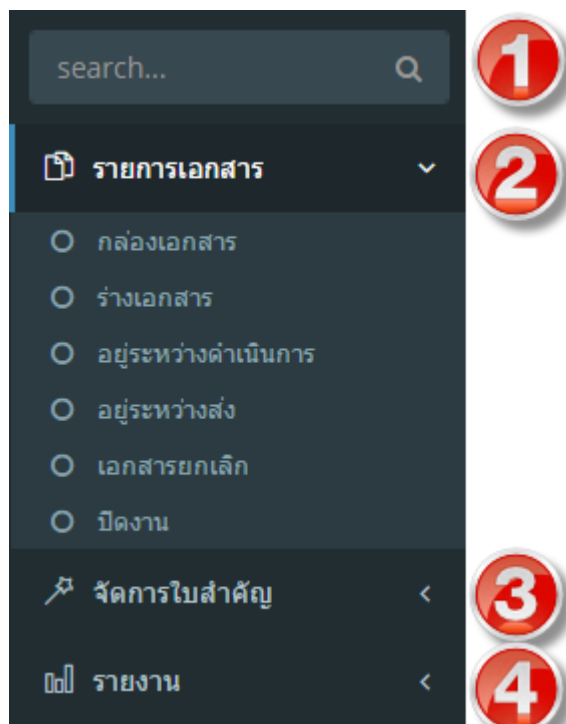 search...
1
รายการเอกสาร
2
กล่องเอกสาร
ร่างเอกสาร
อยู่ระหว่างดำเนินการ
อยู่ระหว่างส่ง
เอกสารยกเลิก
ปิดงาน
จัดการใบสำคัญ
3
รายงาน
4